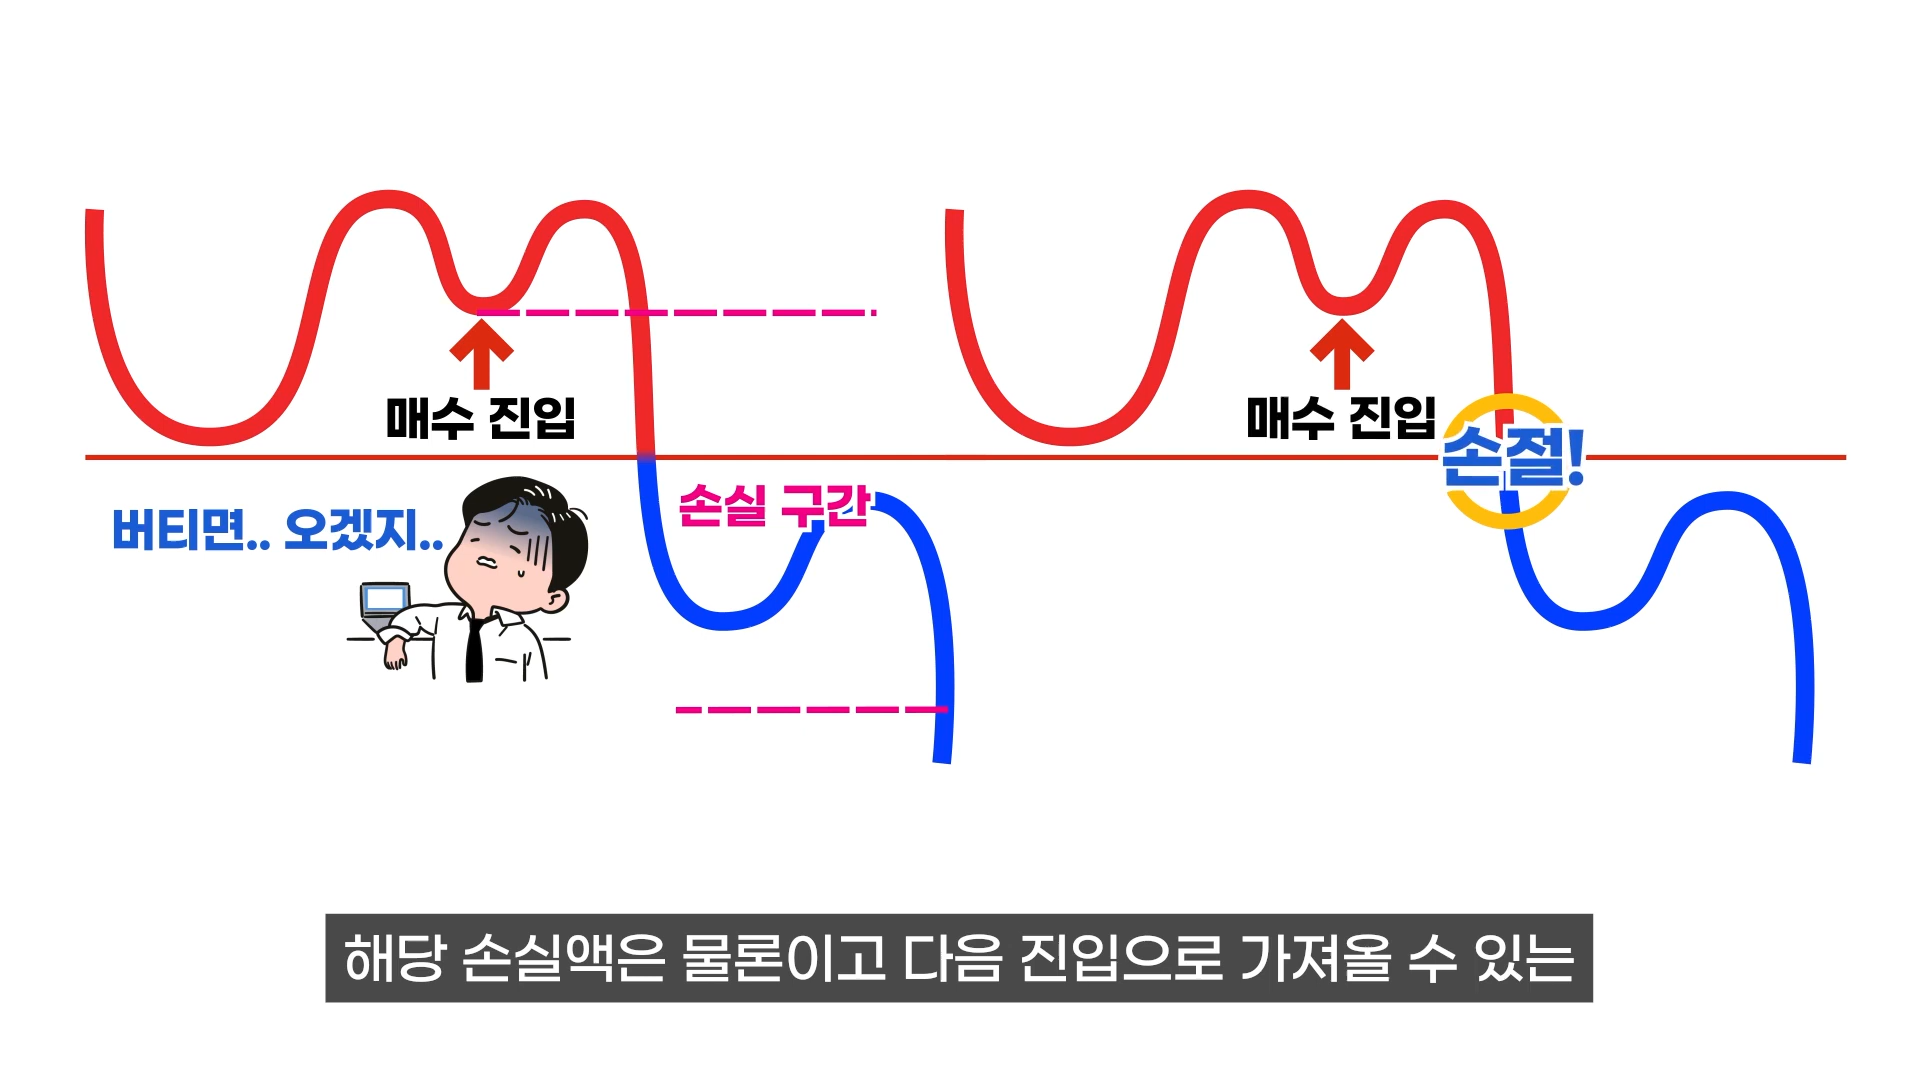 매수 진입
매수 진입
손절!
손실 구간
버티면.. 오겠지..
해당 손실액은 물론이고 다음 진입으로 가져올 수 있는